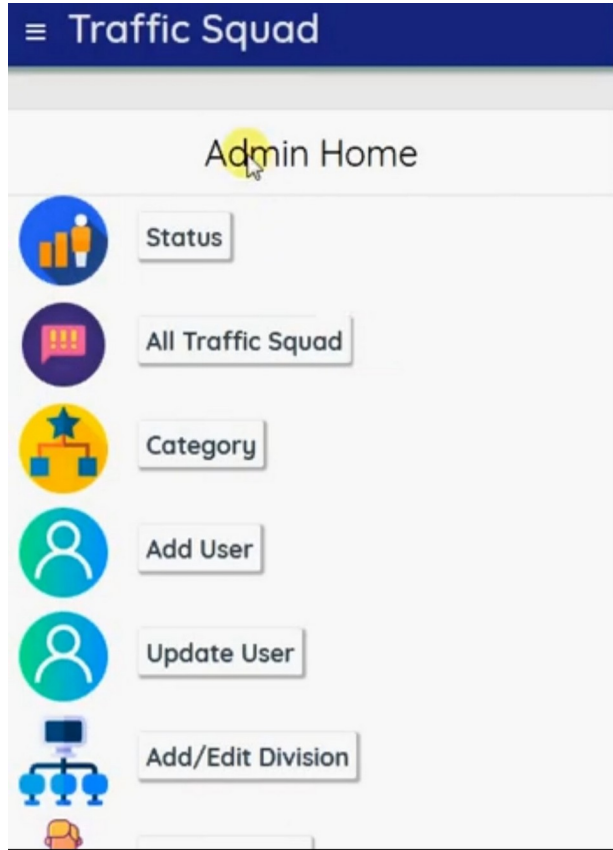 Traffic Squad
Admin Home
Status
All Traffic Squad
Category
Add User
Update User
Add/Edit Division